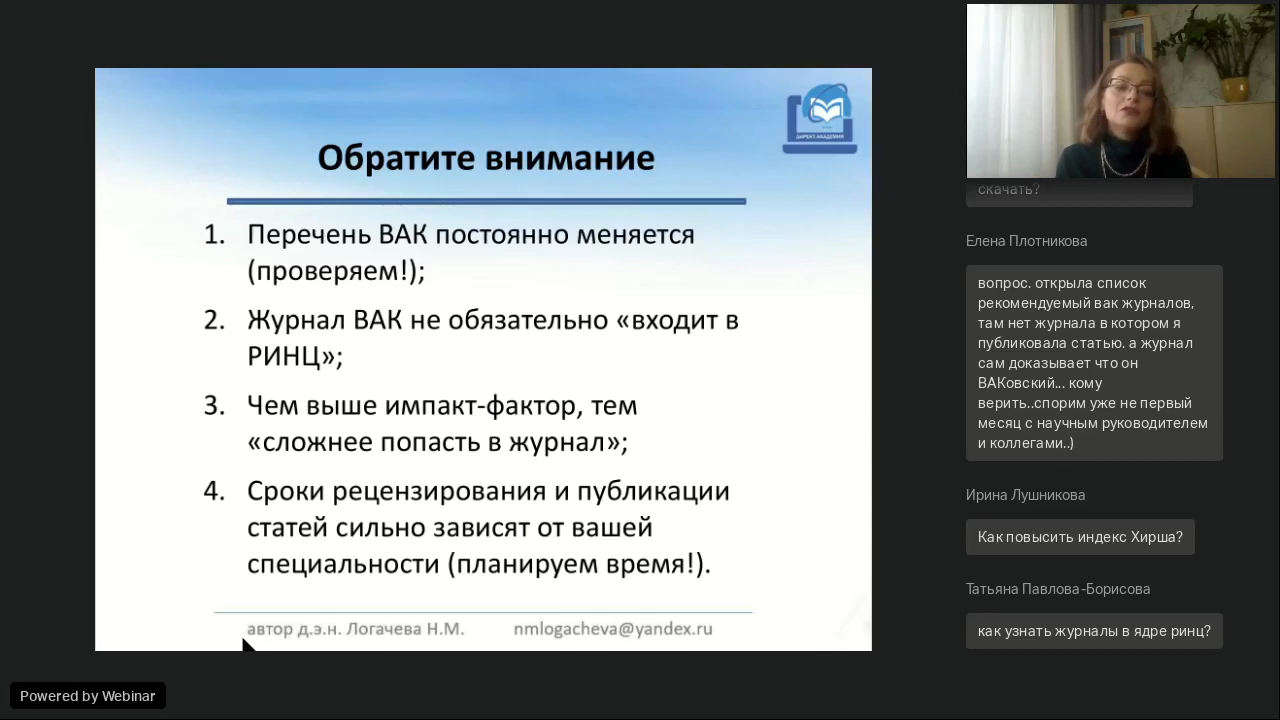 ДИРЕКТ-АКАДЕМИЯ
Обратите внимание
1. Перечень ВАК постоянно меняется
(проверяем!);
2. Журнал ВАК не обязательно «входит в
РИНЦ»;
3. Чем выше импакт-фактор, тем
«сложнее попасть в журнал»;
4. Сроки рецензирования и публикации
статей сильно зависят от вашей
специальности (планируем время!).
автор д.э.н. Логачева Н.М. nmlogacheva@yandex.ru
скачать?
Елена Плотникова
вопрос. открыла список
рекомендуемый вак журналов,
там нет журнала в котором я
публиковала статью. а журнал
сам доказывает что он
ВАКовский... кому
верить..спорим уже не первый
месяц с научным руководителем
и коллегами..)
Ирина Лушникова
Как повысить индекс Хирша?
Татьяна Павлова-Борисова
как узнать журналы в ядре ринц?
Powered by Webinar